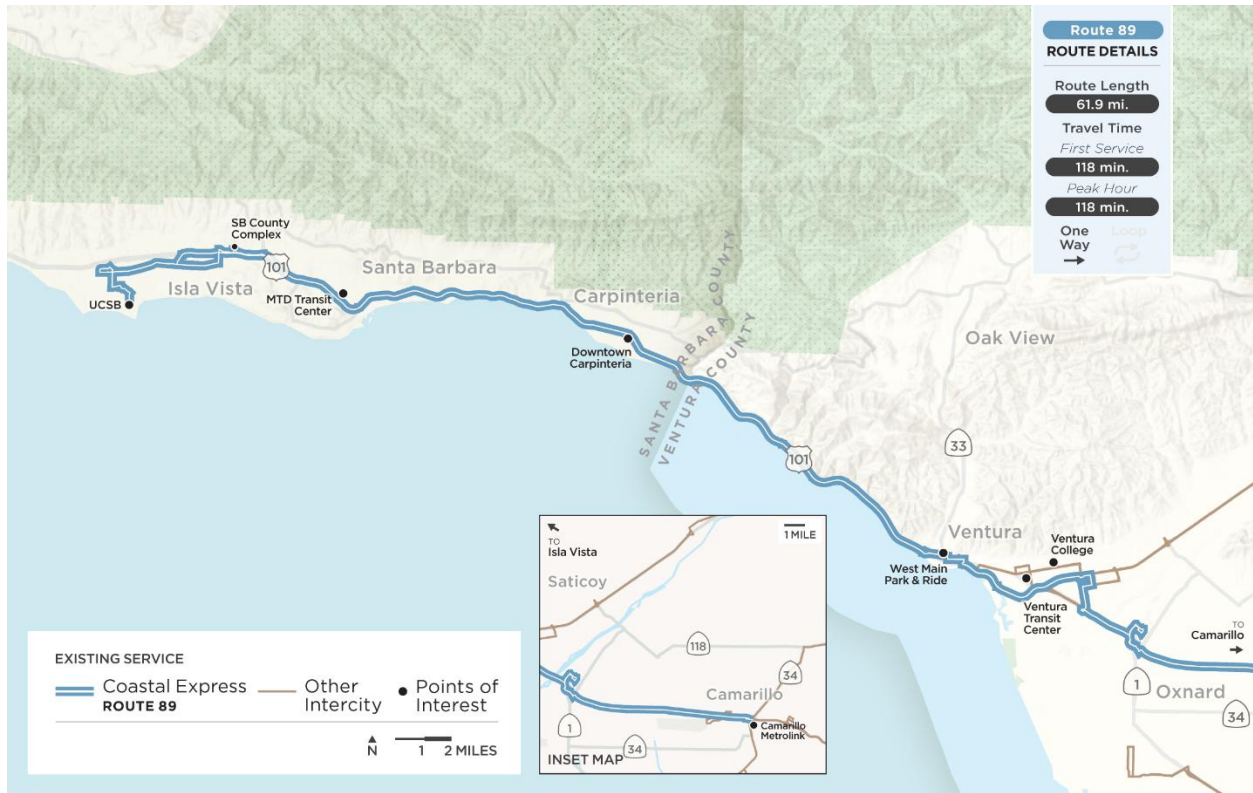 Route 89
ROUTE DETAILS
Route Length
61.9 mi.
Travel Time
First Service
118 min.
Peak Hour
118 min.
One
Way
Loop
SB County
Complex
101
Santa Barbara
Isla Vista
MTD Transit
Center
UCSB
Carpinteria
Downtown
Carpinteria
SANTA BARBARA COUNTY
VENTURA COUNTY
Oak View
101
33
Ventura
Ventura
College
West Main
Park & Ride
Ventura
Transit
Center
TO
Camarillo
1
Oxnard
34
TO
Isla Vista
1 MILE
Saticoy
118
34
Camarillo
1
34
Camarillo
Metrolink
INSET MAP
EXISTING SERVICE
Coastal Express
ROUTE 89
Other
Intercity
Points of
Interest
N
1 2 MILES